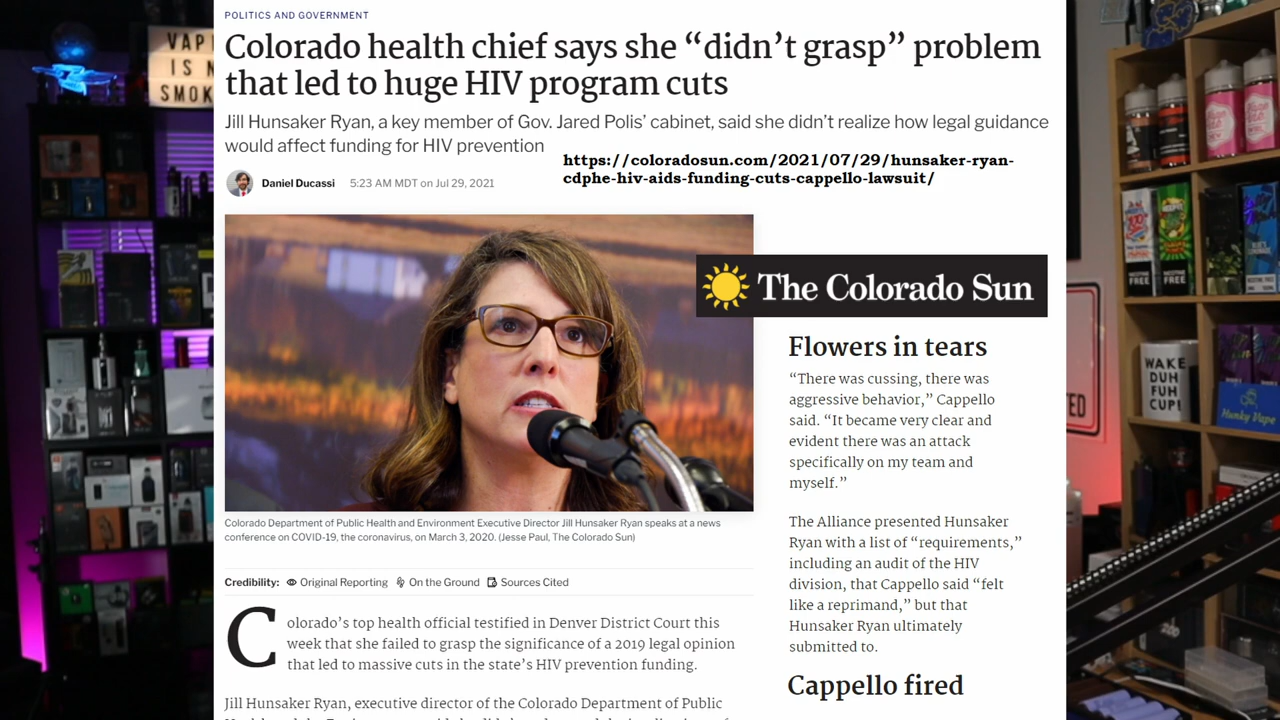 POLITICS AND GOVERNMENT
Colorado health chief says she “didn’t grasp” problem
that led to huge HIV program cuts
Jill Hunsaker Ryan, a key member of Gov. Jared Polis’ cabinet, said she didn’t realize how legal guidance
would affect funding for HIV prevention
https://coloradosun.com/2021/07/29/hunsaker-ryan-
cdphe-hiv-aids-funding-cuts-cappello-lawsuit/
Daniel Ducassi 5:23 AM MDT on Jul 29, 2021
The Colorado Sun
Colorado Department of Public Health and Environment Executive Director Jill Hunsaker Ryan speaks at a news
conference on COVID-19, the coronavirus, on March 3, 2020. (Jesse Paul, The Colorado Sun)
Credibility: Original Reporting On the Ground Sources Cited
Colorado’s top health official testified in Denver District Court this
week that she failed to grasp the significance of a 2019 legal opinion
that led to massive cuts in the state’s HIV prevention funding.
Jill Hunsaker Ryan, executive director of the Colorado Department of Public
Flowers in tears
“There was cussing, there was
aggressive behavior,” Cappello
said. “It became very clear and
evident there was an attack
specifically on my team and
myself.”
The Alliance presented Hunsaker
Ryan with a list of “requirements,”
including an audit of the HIV
division, that Cappello said “felt
like a reprimand,” but that
Hunsaker Ryan ultimately
submitted to.
Cappello fired
VAP
IS N
SMOK
WAKE
DUH
FUH
CUP!
Hunky Vape